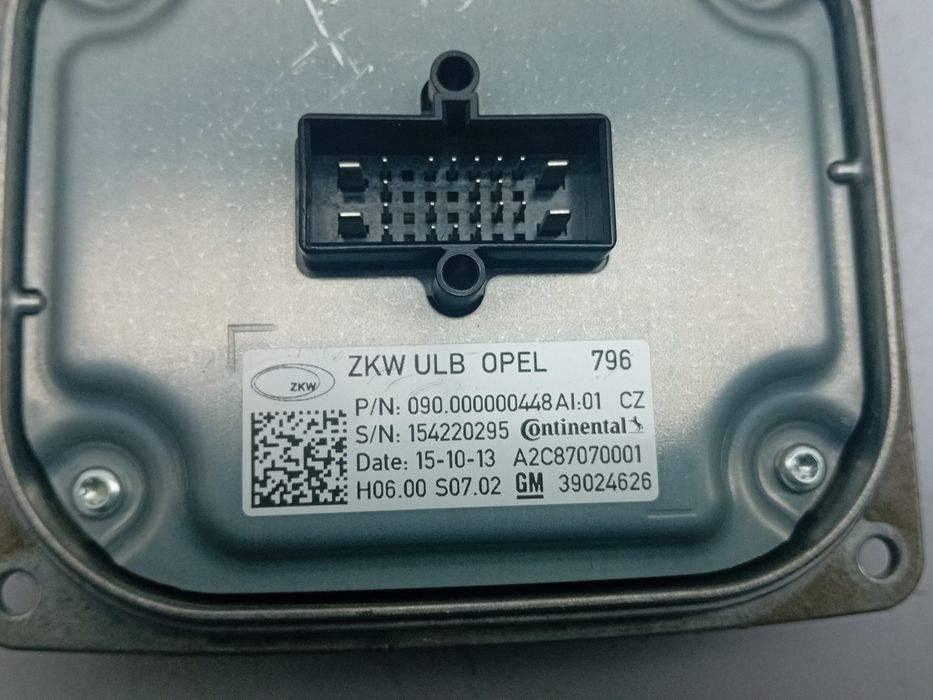 ZKW ULB OPEL 796
ZKW
P/N: 090.000000448 AI:01 CZ
S/N: 154220295 Continental
Date: 15-10-13 A2C87070001
H06.00 S07.02 GM 39024626